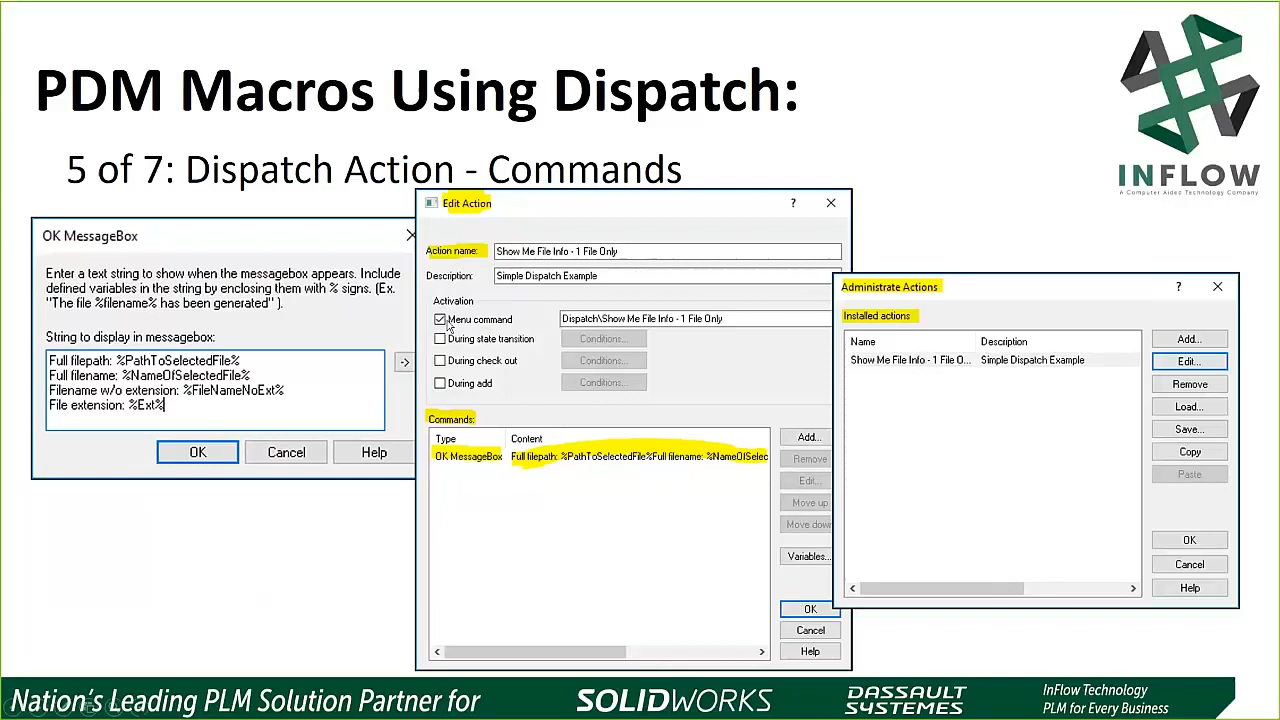 PDM Macros Using Dispatch:
5 of 7: Dispatch Action - Commands
INFLOW
A Computer Aided Technology Company
OK MessageBox
Enter a text string to show when the messagebox appears. Include
defined variables in the string by enclosing them with % signs. (Ex.
"The file %filename% has been generated" ).
String to display in messagebox:
Full filepath: %PathToSelectedFile%
Full filename: %NameOfSelectedFile%
Filename w/o extension: %FileNameNoExt%
File extension: %Ext%
->
OK
Cancel
Help
Edit Action
?
Action name:
Show Me File Info - 1 File Only
Description:
Simple Dispatch Example
Activation
Menu command
Dispatch\Show Me File Info - 1 File Only
During state transition
Conditions...
During check out
Conditions...
During add
Conditions...
Commands:
Type Content
OK MessageBox Full filepath: %PathToSelectedFile%Full filename: %NameOfSelec
Add...
Remove
Edit...
Move up
Move down
Variables...
OK
Cancel
Help
Administrate Actions
?
Installed actions
Name Description
Show Me File Info - 1 File O... Simple Dispatch Example
Add...
Edit...
Remove
Load...
Save...
Copy
Paste
OK
Cancel
Help
Nation's Leading PLM Solution Partner for
SOLIDWORKS
DASSAULT
SYSTEMES
InFlow Technology
PLM for Every Business